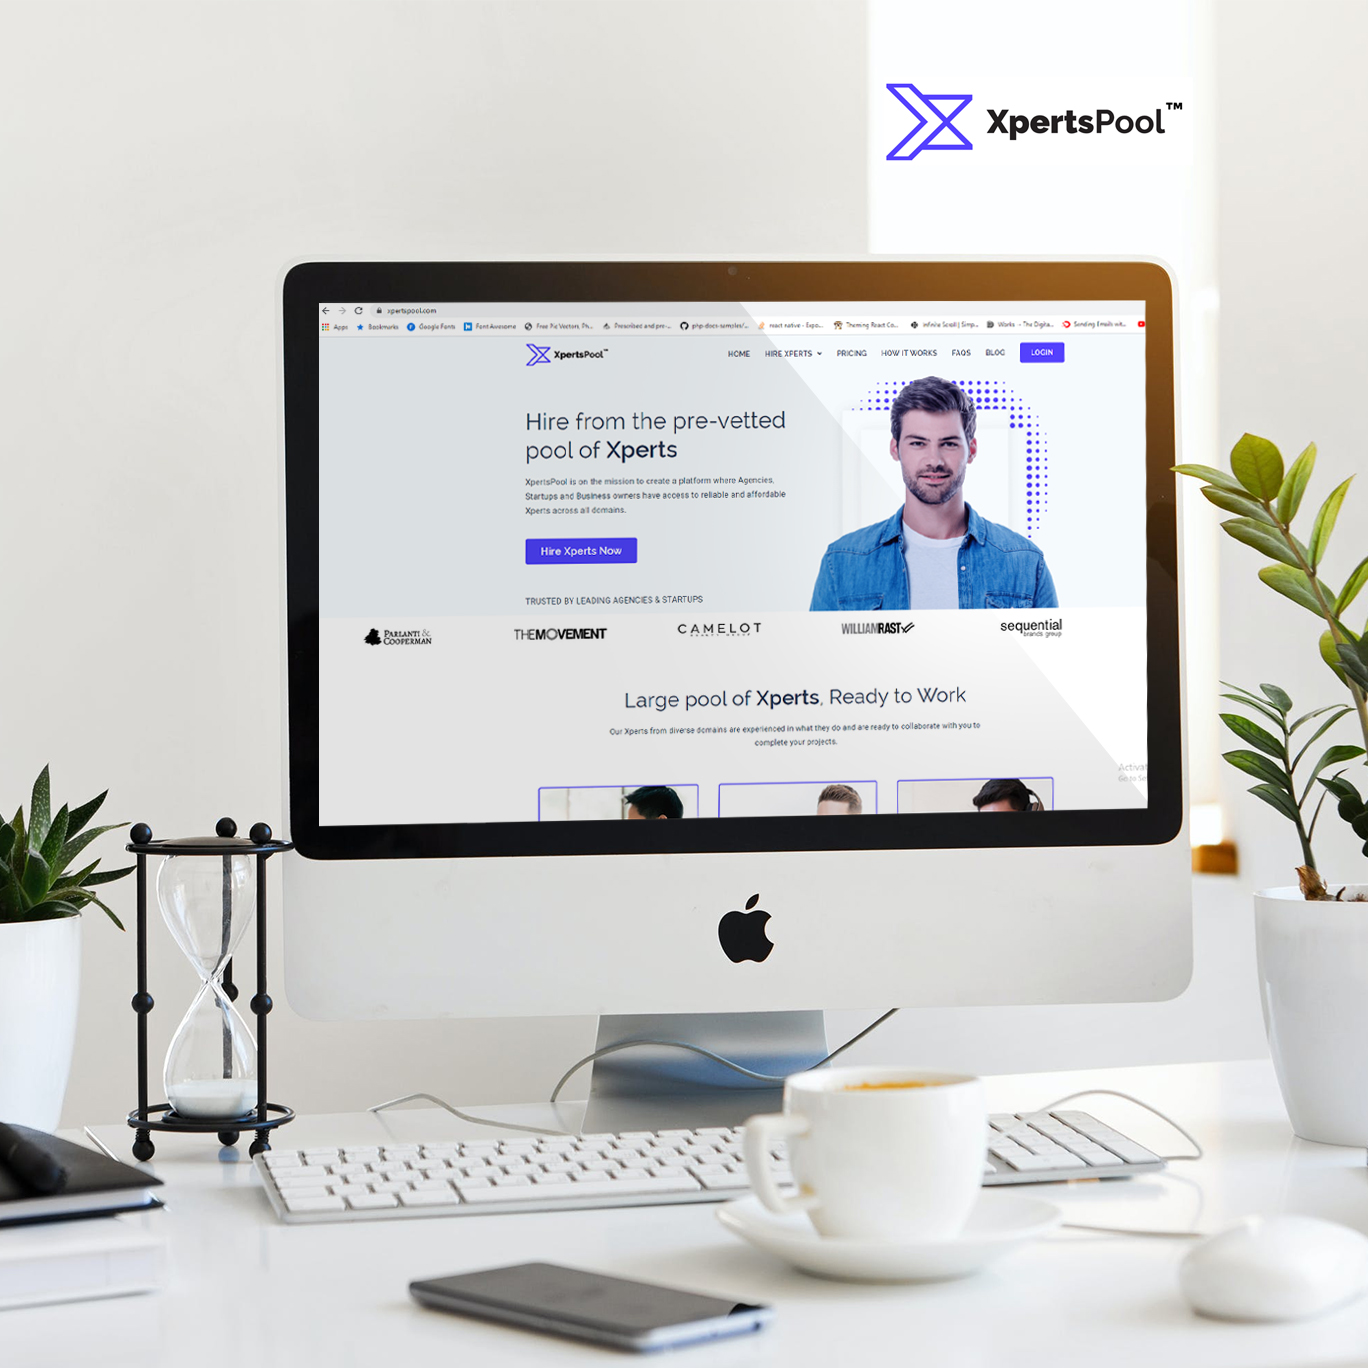 XpertsPool™
xpertspool.com
Apps Bookmarks Google Fonts Font Awesome Free Pic Vectors, Ph... Prescribed and pre-... php-docs-samples/... react native - Expo... Theming React Co... Infinite Scroll | Simp... Works – The Digita... Sending Emails wit...
XpertsPool™
HOME HIRE XPERTS PRICING HOW IT WORKS FAQS BLOG LOGIN
Hire from the pre-vetted
pool of Xperts
XpertsPool is on the mission to create a platform where Agencies,
Startups and Business owners have access to reliable and affordable
Xperts across all domains.
Hire Xperts Now
TRUSTED BY LEADING AGENCIES & STARTUPS
PARLANTI &
COOPERMAN
THEMOVEMENT
CAMELOT
WILLIAMRAST
sequential
brands group
Large pool of Xperts, Ready to Work
Our Xperts from diverse domains are experienced in what they do and are ready to collaborate with you to
complete your projects.
Activat
Go to Se